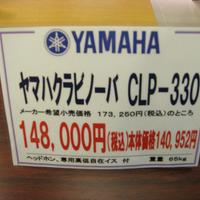 YAMAHA
ヤマハクラビノーバ CLP-330
メーカー希望小売価格 173,250円(税込)のところ
148,000円(税込)本体価格140,952円
ヘッドホン、専用高低自在イス 付 重量 65kg